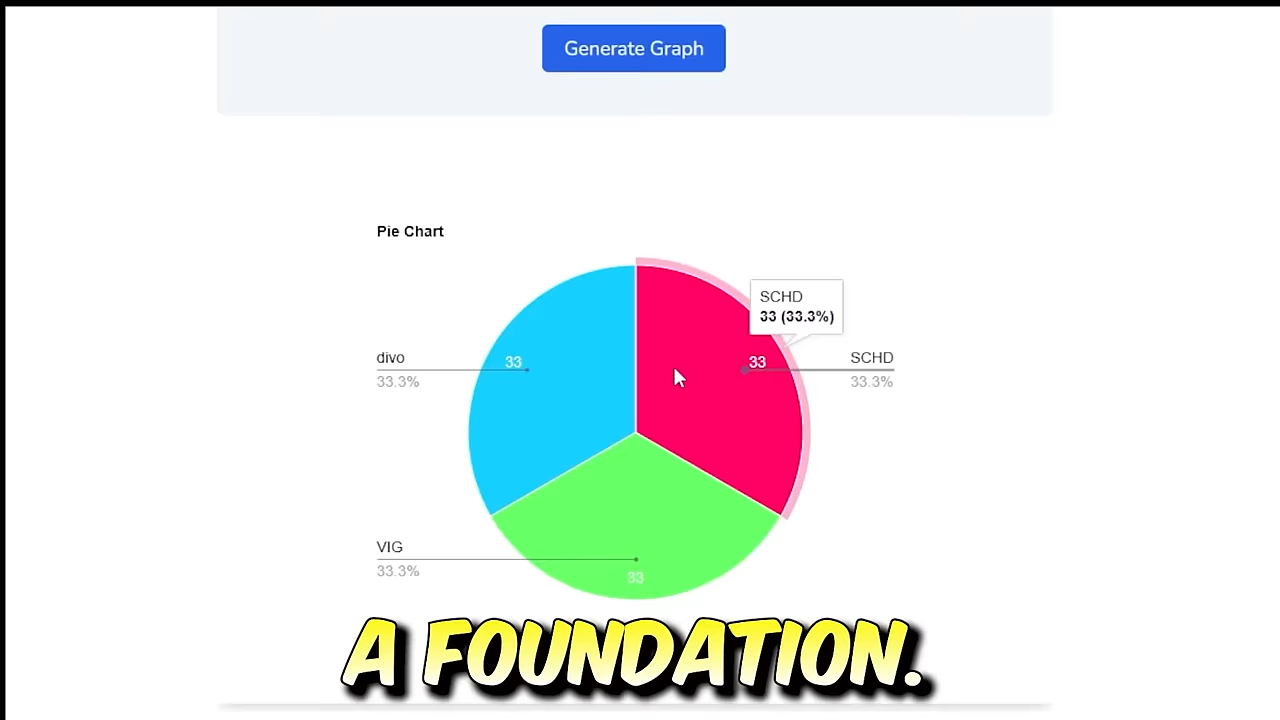 Generate Graph
Pie Chart
SCHD
33 (33.3%)
divo
33.3%
33
33
SCHD
33.3%
VIG
33.3%
33
A FOUNDATION.